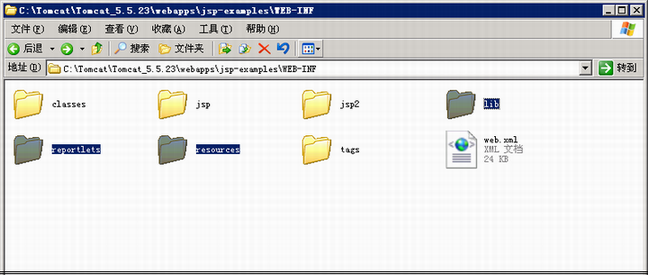 C:\Tomcat\Tomcat_5.5.23\webapps\jsp-examples\WEB-INF
文件(F) 编辑(E) 查看(V) 收藏(A) 工具(T) 帮助(H)
后退 搜索 文件夹
地址(D) C:\Tomcat\Tomcat_5.5.23\webapps\jsp-examples\WEB-INF 转到
classes jsp jsp2 lib
reportlets resources tags web.xml
XML 文档
24 KB